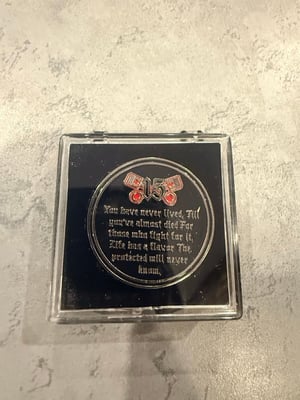 15
You have never lived, Til
you've almost died For
those who fight for it,
Life has a flavor The
protected will never
know.